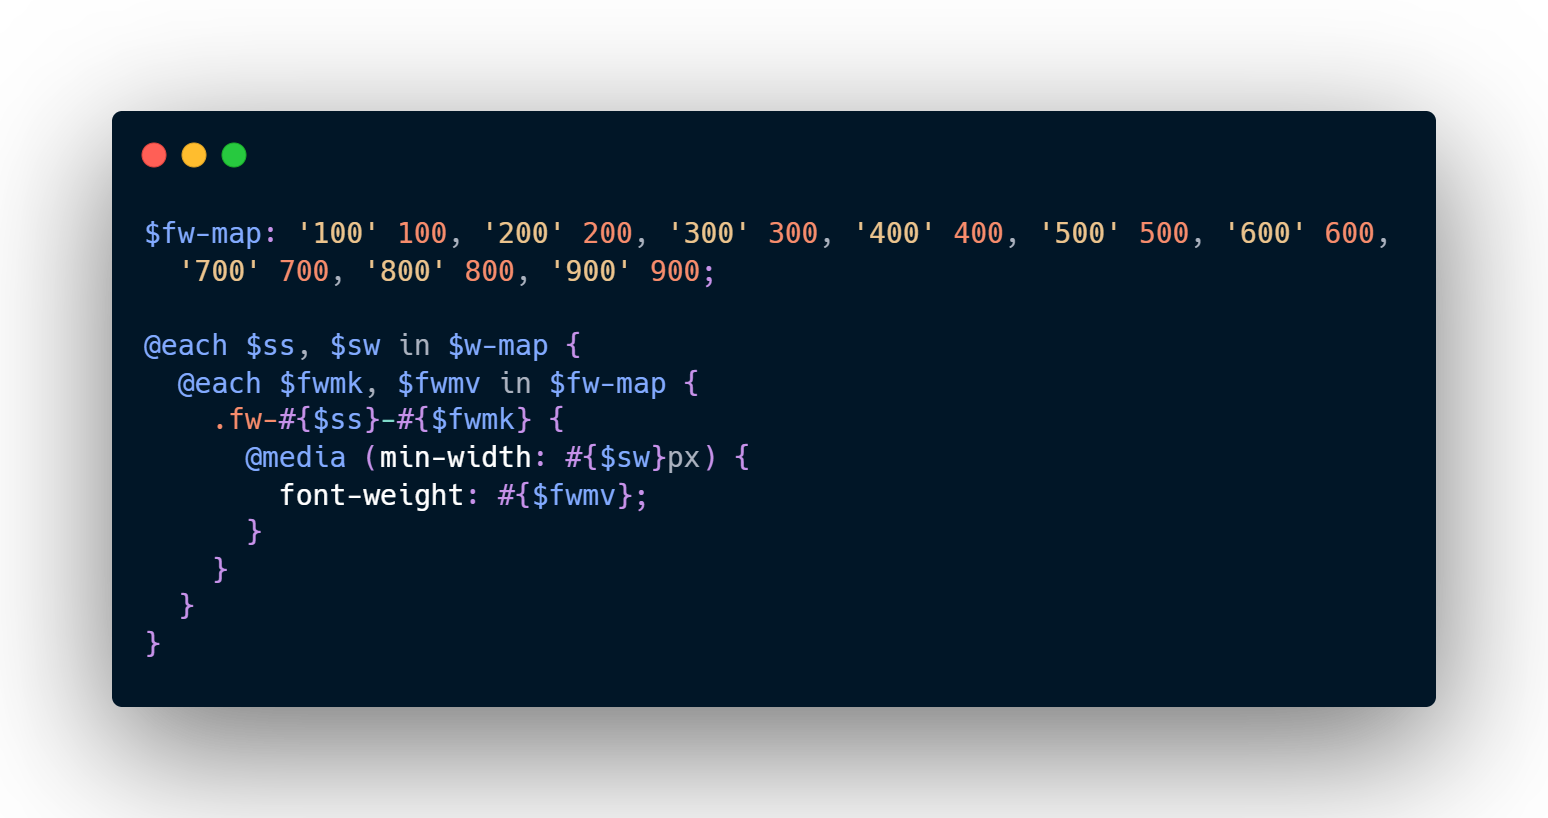 $fw-map: '100' 100, '200' 200, '300' 300, '400' 400, '500' 500, '600' 600,
  '700' 700, '800' 800, '900' 900;

@each $ss, $sw in $w-map {
  @each $fwmk, $fwmv in $fw-map {
    .fw-#{$ss}-#{$fwmk} {
      @media (min-width: #{$sw}px) {
        font-weight: #{$fwmv};
      }
    }
  }
}